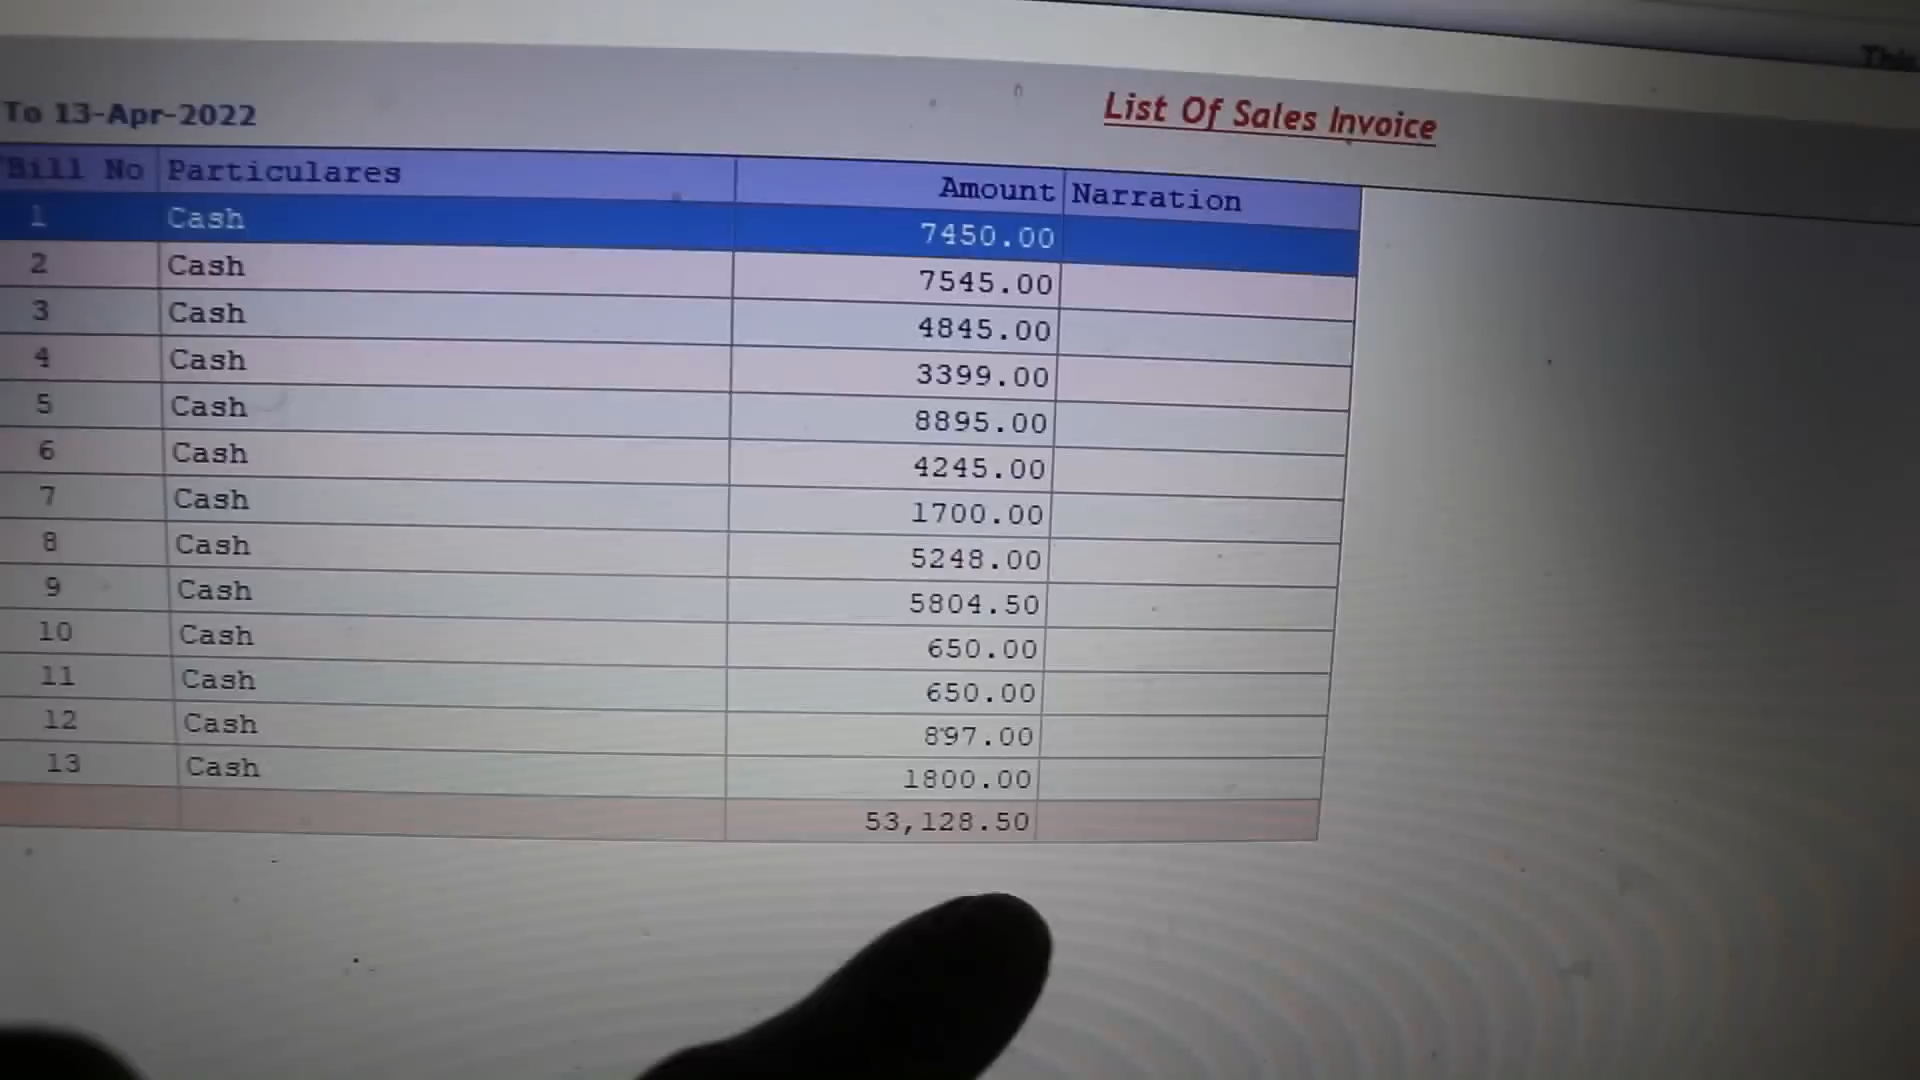 This
To 13-Apr-2022
List Of Sales Invoice
Bill No Particulares Amount Narration
1 Cash 7450.00
2 Cash 7545.00
3 Cash 4845.00
4 Cash 3399.00
5 Cash 8895.00
6 Cash 4245.00
7 Cash 1700.00
8 Cash 5248.00
9 Cash 5804.50
10 Cash 650.00
11 Cash 650.00
12 Cash 897.00
13 Cash 1800.00
53,128.50